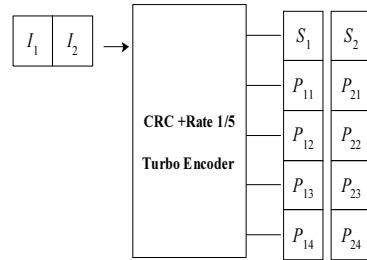 I1 I2
S1 S2
P11 P21
CRC +Rate 1/5
P12 P22
Turbo Encoder
P13 P23
P14 P24